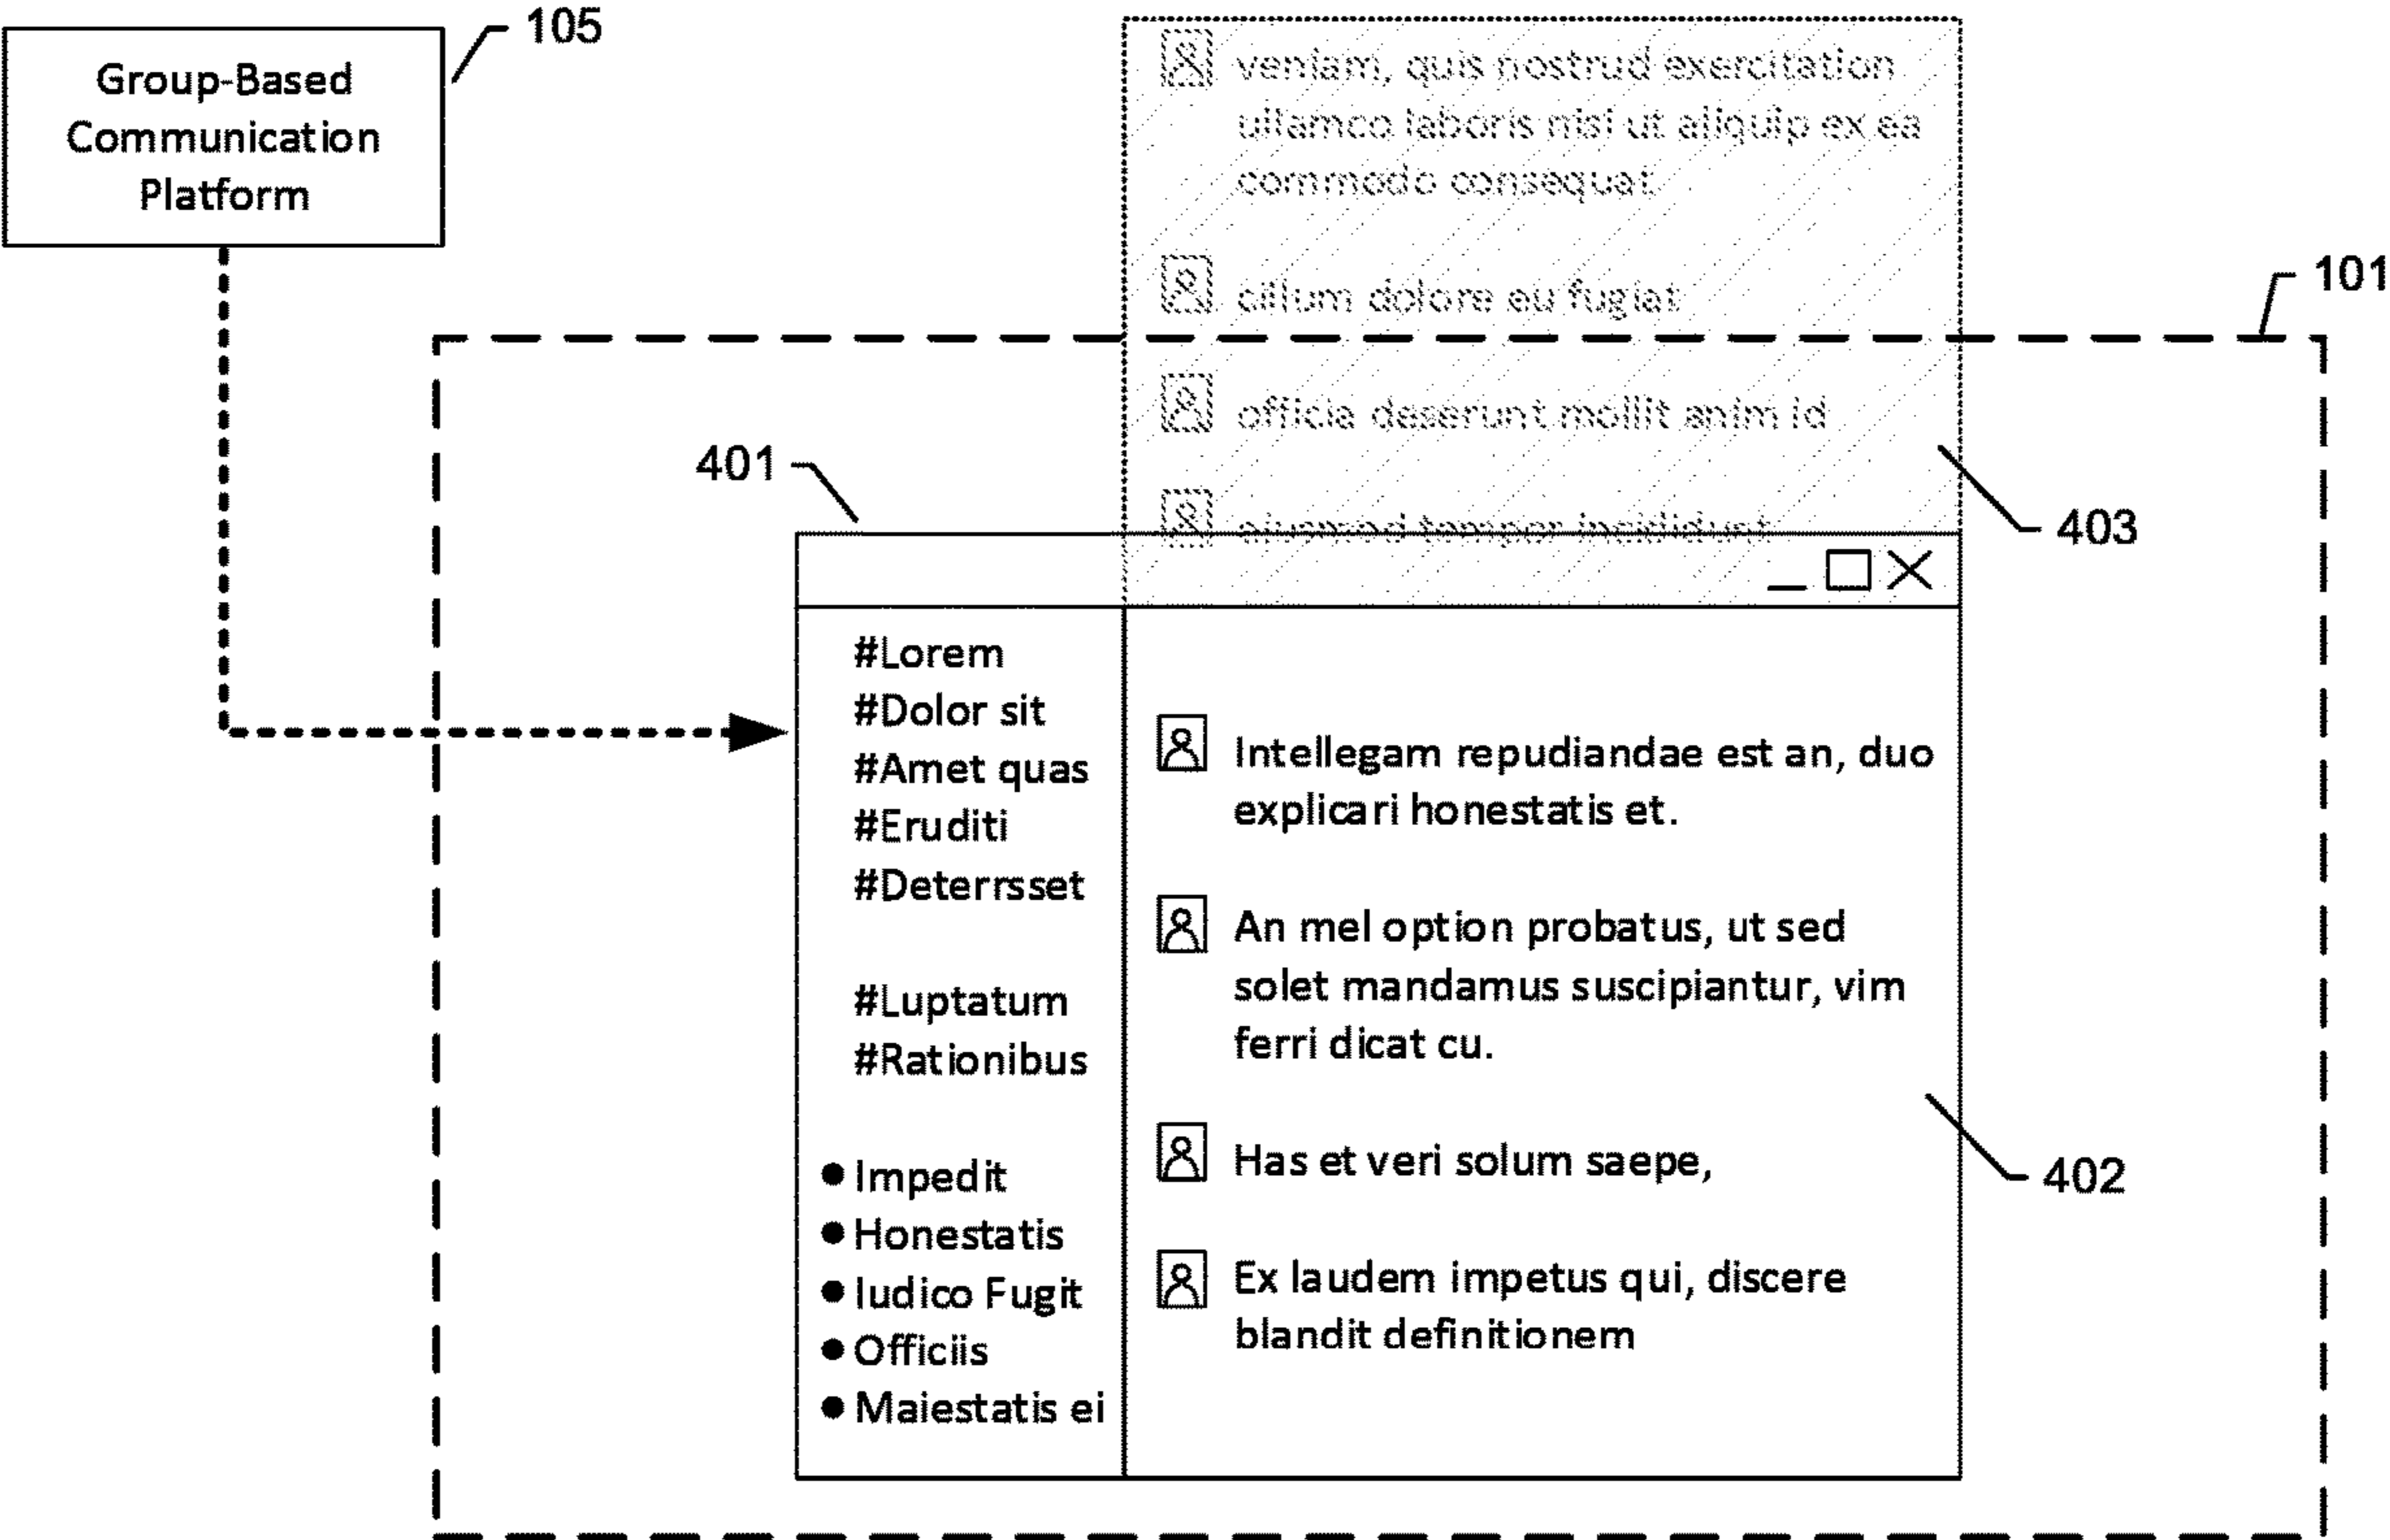 105
Group-Based
Communication
Platform
veniam, quis nostrud exercitation
ullamco laboris nisi ut aliquip ex ea
commodo consequat
cillum dolore eu fugiat
101
officia deserunt mollit anim id
401
403
eiusmod tempor incididunt
#Lorem
#Dolor sit
#Amet quas
#Eruditi
#Deterrsset
#Luptatum
#Rationibus
• Impedit
• Honestatis
• Iudico Fugit
• Officiis
• Maiestatis ei
Intellegam repudiandae est an, duo
explicari honestatis et.
An mel option probatus, ut sed
solet mandamus suscipiantur, vim
ferri dicat cu.
Has et veri solum saepe,
402
Ex laudem impetus qui, discere
blandit definitionem